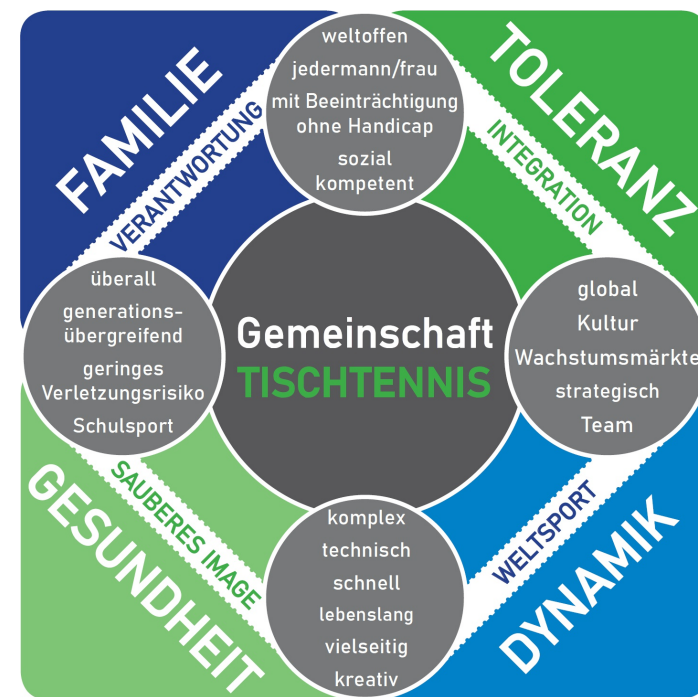 FAMILIE
VERANTWORTUNG
weltoffen
jedermann/frau
mit Beeinträchtigung
ohne Handicap
sozial
kompetent
TOLERANZ
INTEGRATION
überall
generations-
übergreifend
geringes
Verletzungsrisiko
Schulsport
Gemeinschaft
TISCHTENNIS
global
Kultur
Wachstumsmärkte
strategisch
Team
GESUNDHEIT
SAUBERES IMAGE
komplex
technisch
schnell
lebenslang
vielseitig
kreativ
WELTSPORT
DYNAMIK